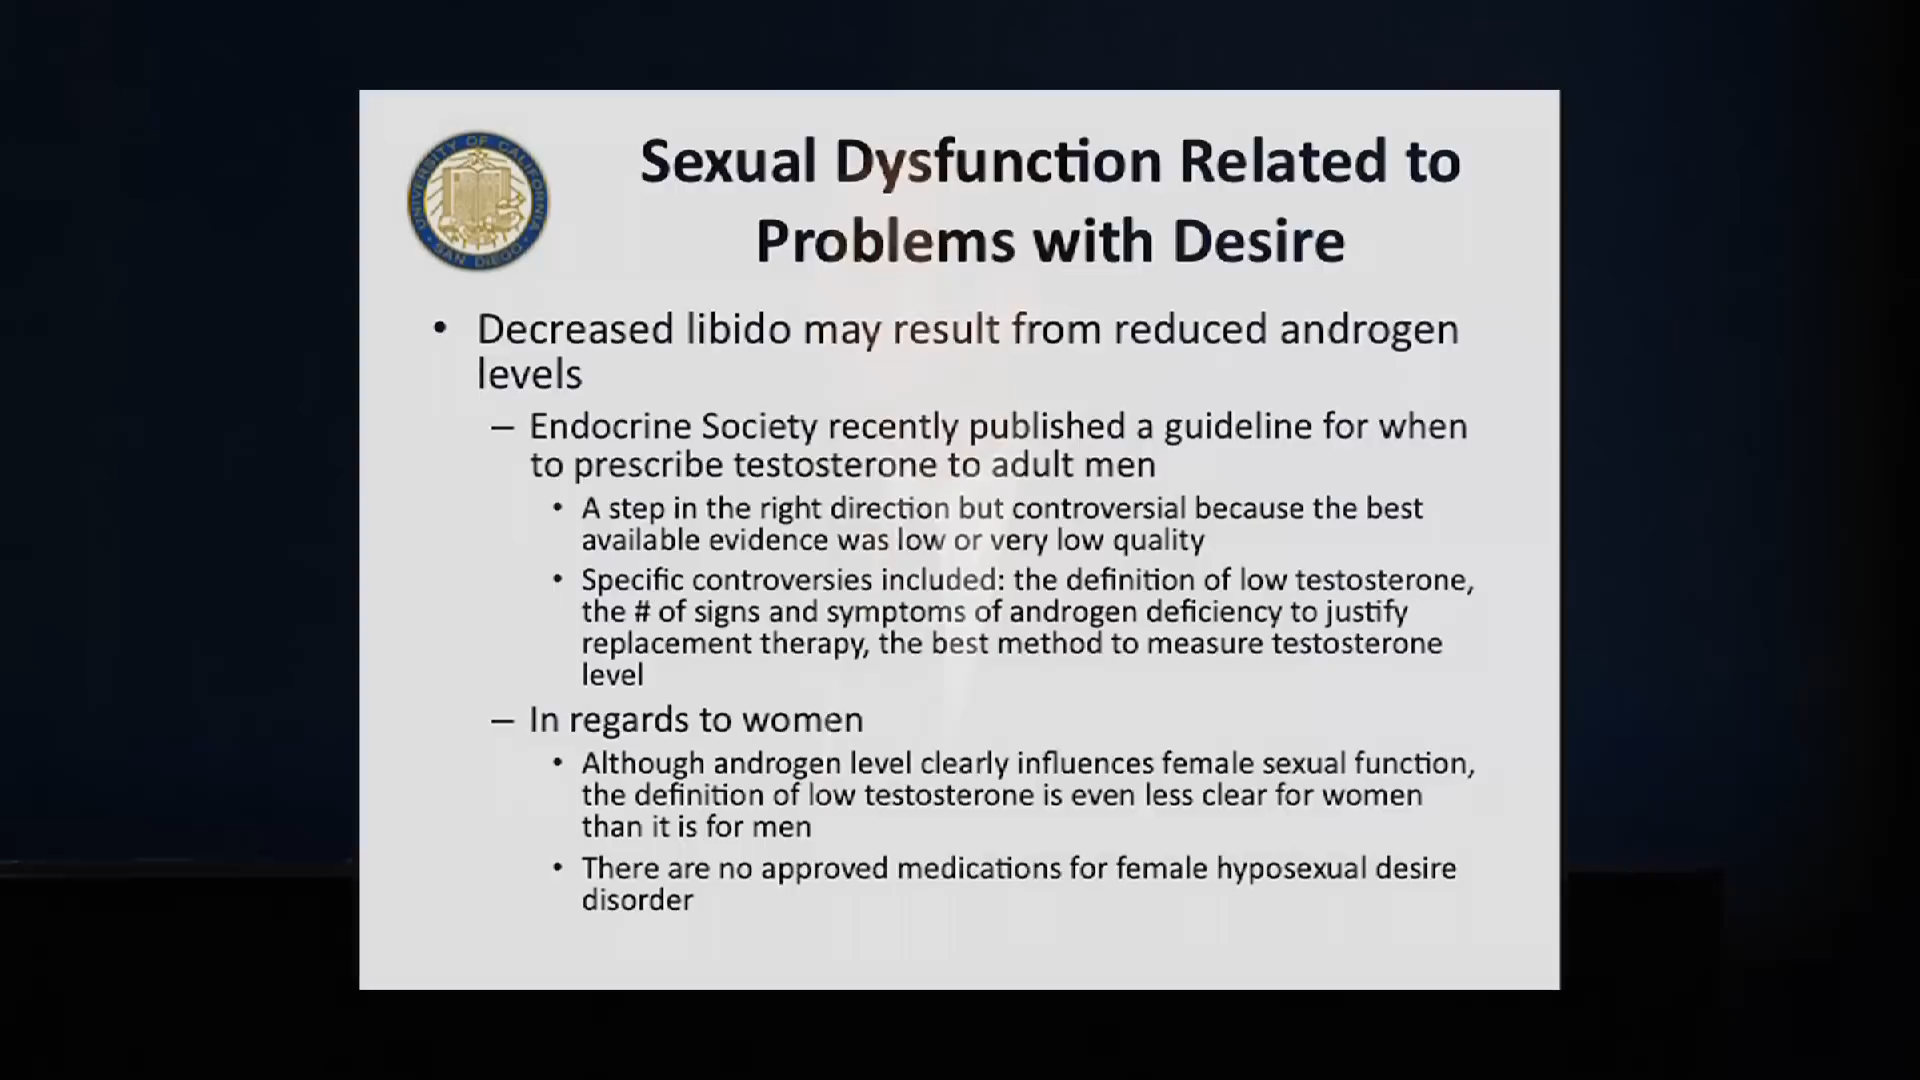 UNIVERSITY OF CALIFORNIA
SAN DIEGO
Sexual Dysfunction Related to
Problems with Desire
• Decreased libido may result from reduced androgen
levels
– Endocrine Society recently published a guideline for when
to prescribe testosterone to adult men
• A step in the right direction but controversial because the best
available evidence was low or very low quality
• Specific controversies included: the definition of low testosterone,
the # of signs and symptoms of androgen deficiency to justify
replacement therapy, the best method to measure testosterone
level
– In regards to women
• Although androgen level clearly influences female sexual function,
the definition of low testosterone is even less clear for women
than it is for men
• There are no approved medications for female hyposexual desire
disorder